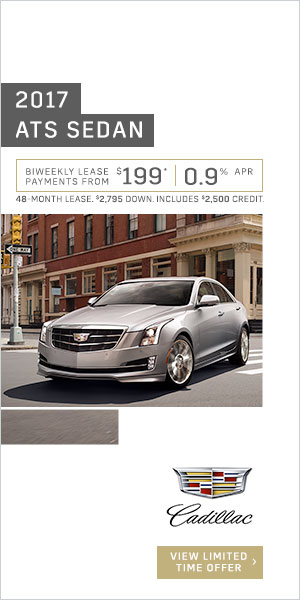 2017
ATS SEDAN
BIWEEKLY LEASE
PAYMENTS FROM
$199* | 0.9% APR
48-MONTH LEASE. $2,795 DOWN. INCLUDES $2,500 CREDIT.
Cadillac
VIEW LIMITED
TIME OFFER ›